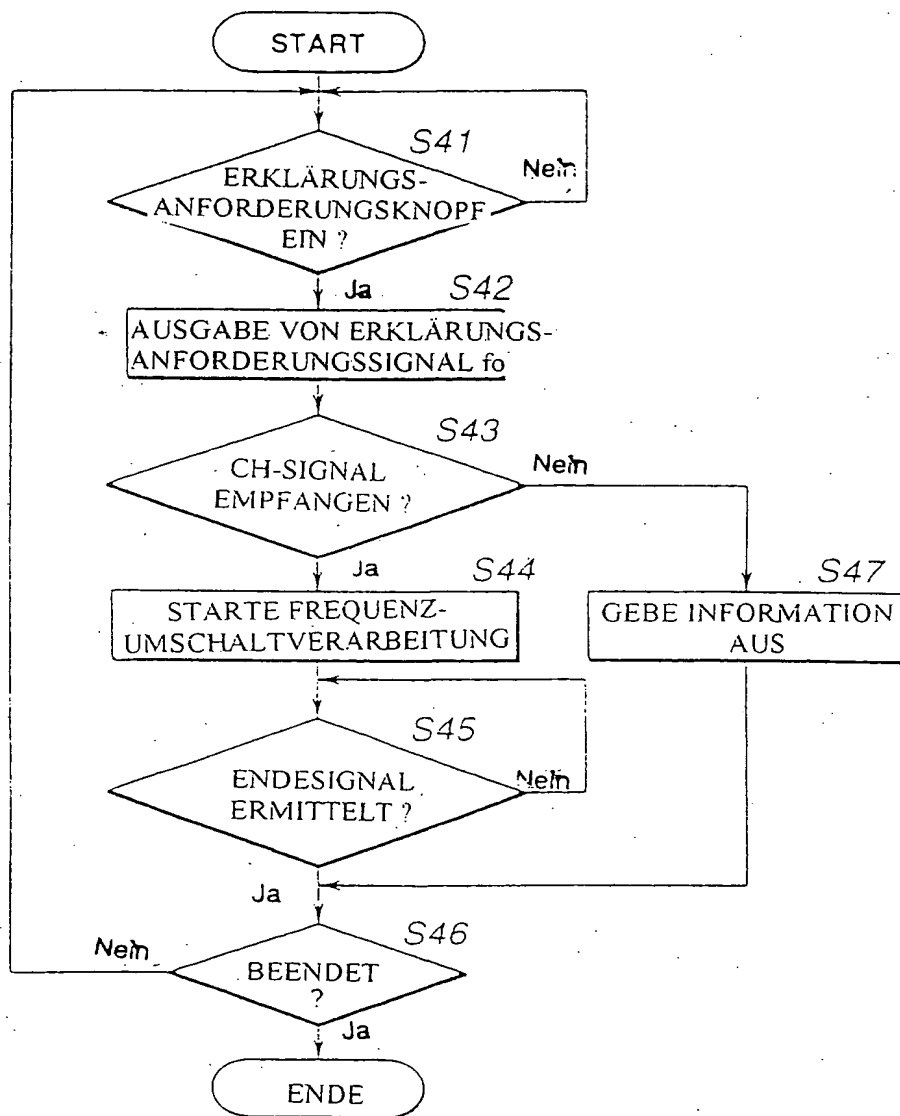 START
S41
ERKLÄRUNGS-
ANFORDERUNGSKNOPF
EIN ?
Nein
Ja
S42
AUSGABE VON ERKLÄRUNGS-
ANFORDERUNGSSIGNAL fo
S43
CH-SIGNAL
EMPFANGEN ?
Nein
Ja
S44
STARTE FREQUENZ-
UMSCHALTVERARBEITUNG
S47
GEBE INFORMATION
AUS
S45
ENDESIGNAL
ERMITTELT ?
Nein
Ja
S46
BEENDET
?
Nein
Ja
ENDE